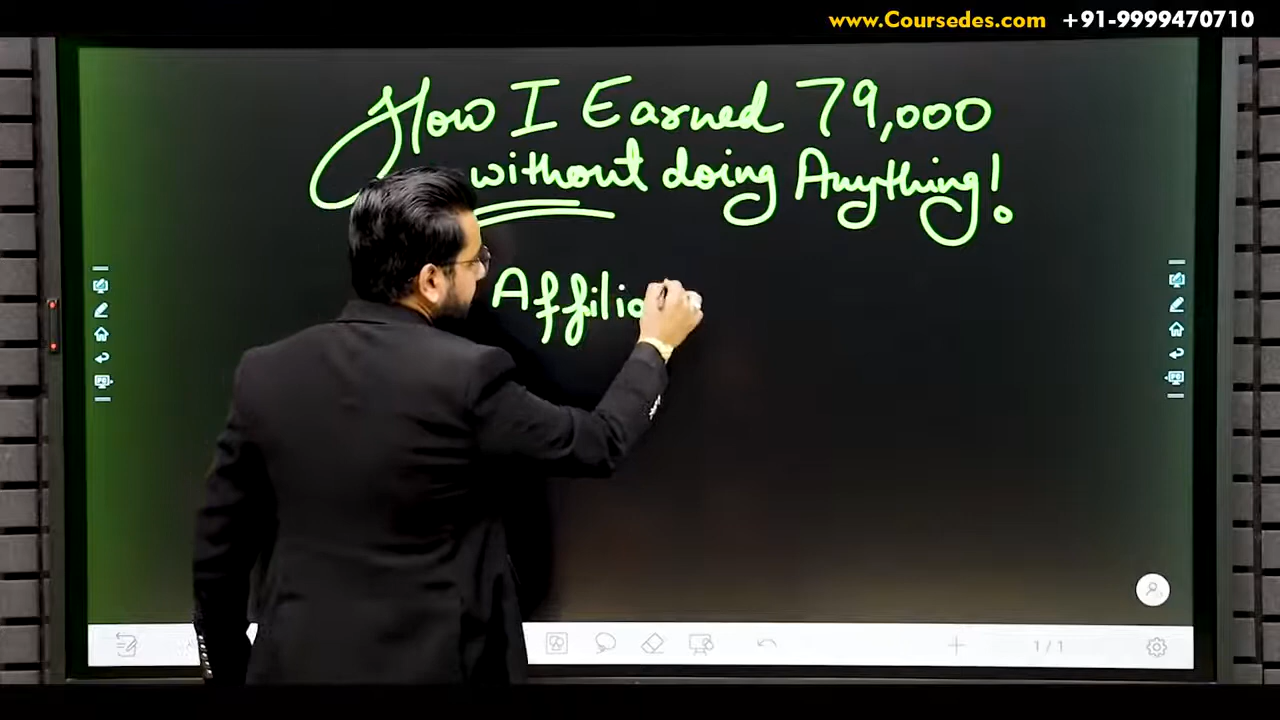 www.Coursedes.com +91-9999470710
How I Earned 79,000
without doing Anything!
Affilia
1/1